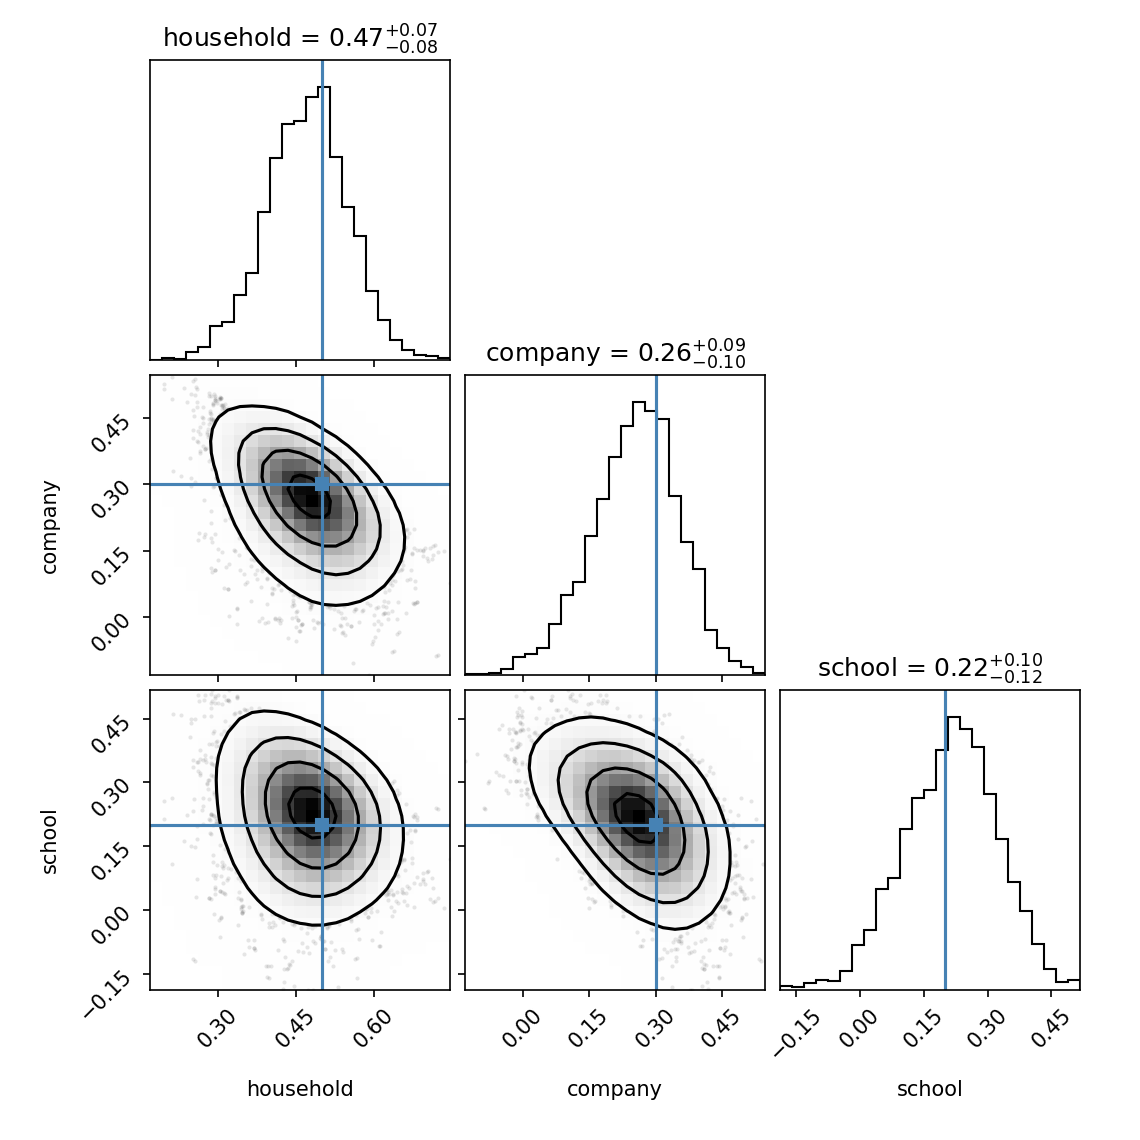 household = 0.47+0.07 −0.08
company = 0.26+0.09 −0.10
school = 0.22+0.10 −0.12
company
0.45
0.30
0.15
0.00
school
0.45
0.30
0.15
0.00
−0.15
0.30 0.45 0.60
0.00 0.15 0.30 0.45
−0.15 0.00 0.15 0.30 0.45
household company school